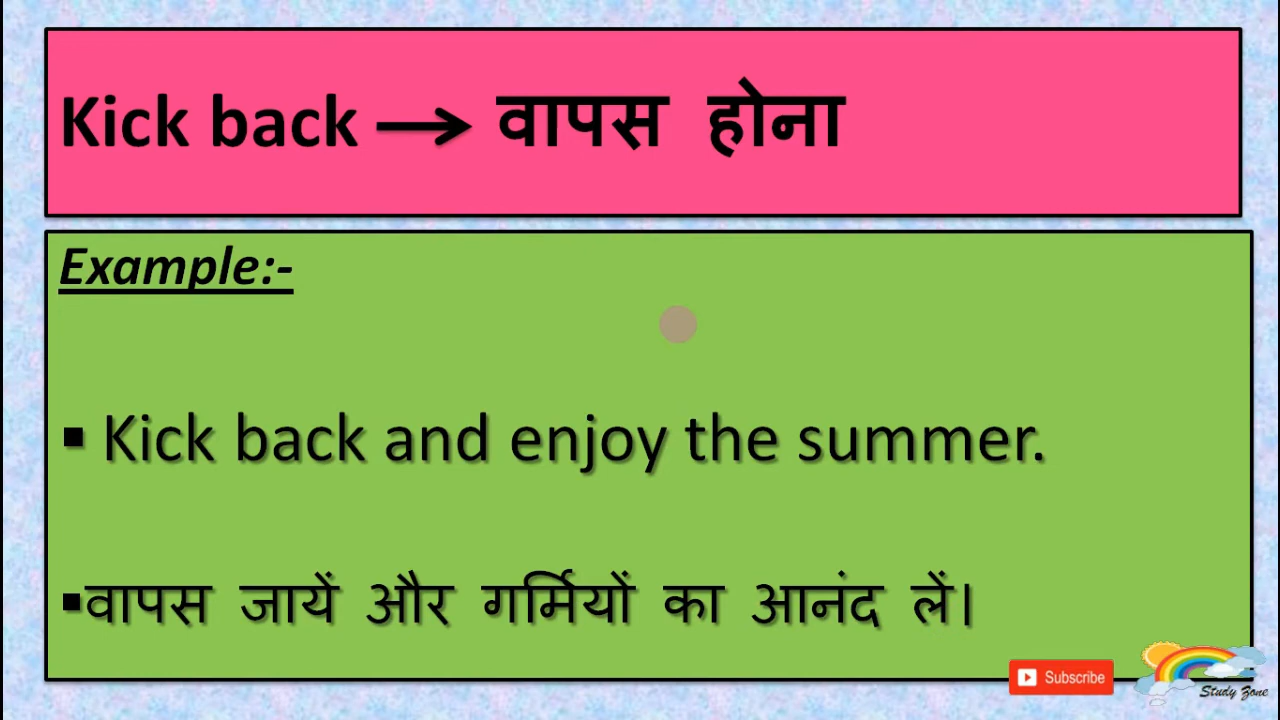 Kick back → वापस होना
Example:-
▪ Kick back and enjoy the summer.
▪वापस जायें और गर्मियों का आनंद लें।
Subscribe
Study Zone